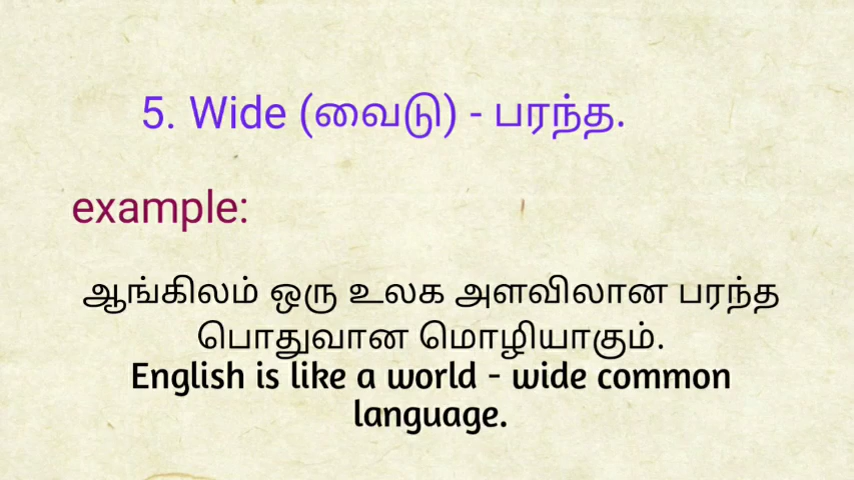 5. Wide (வைடு) - பரந்த.
example:
ஆங்கிலம் ஒரு உலக அளவிலான பரந்த
பொதுவான மொழியாகும்.
English is like a world - wide common
language.